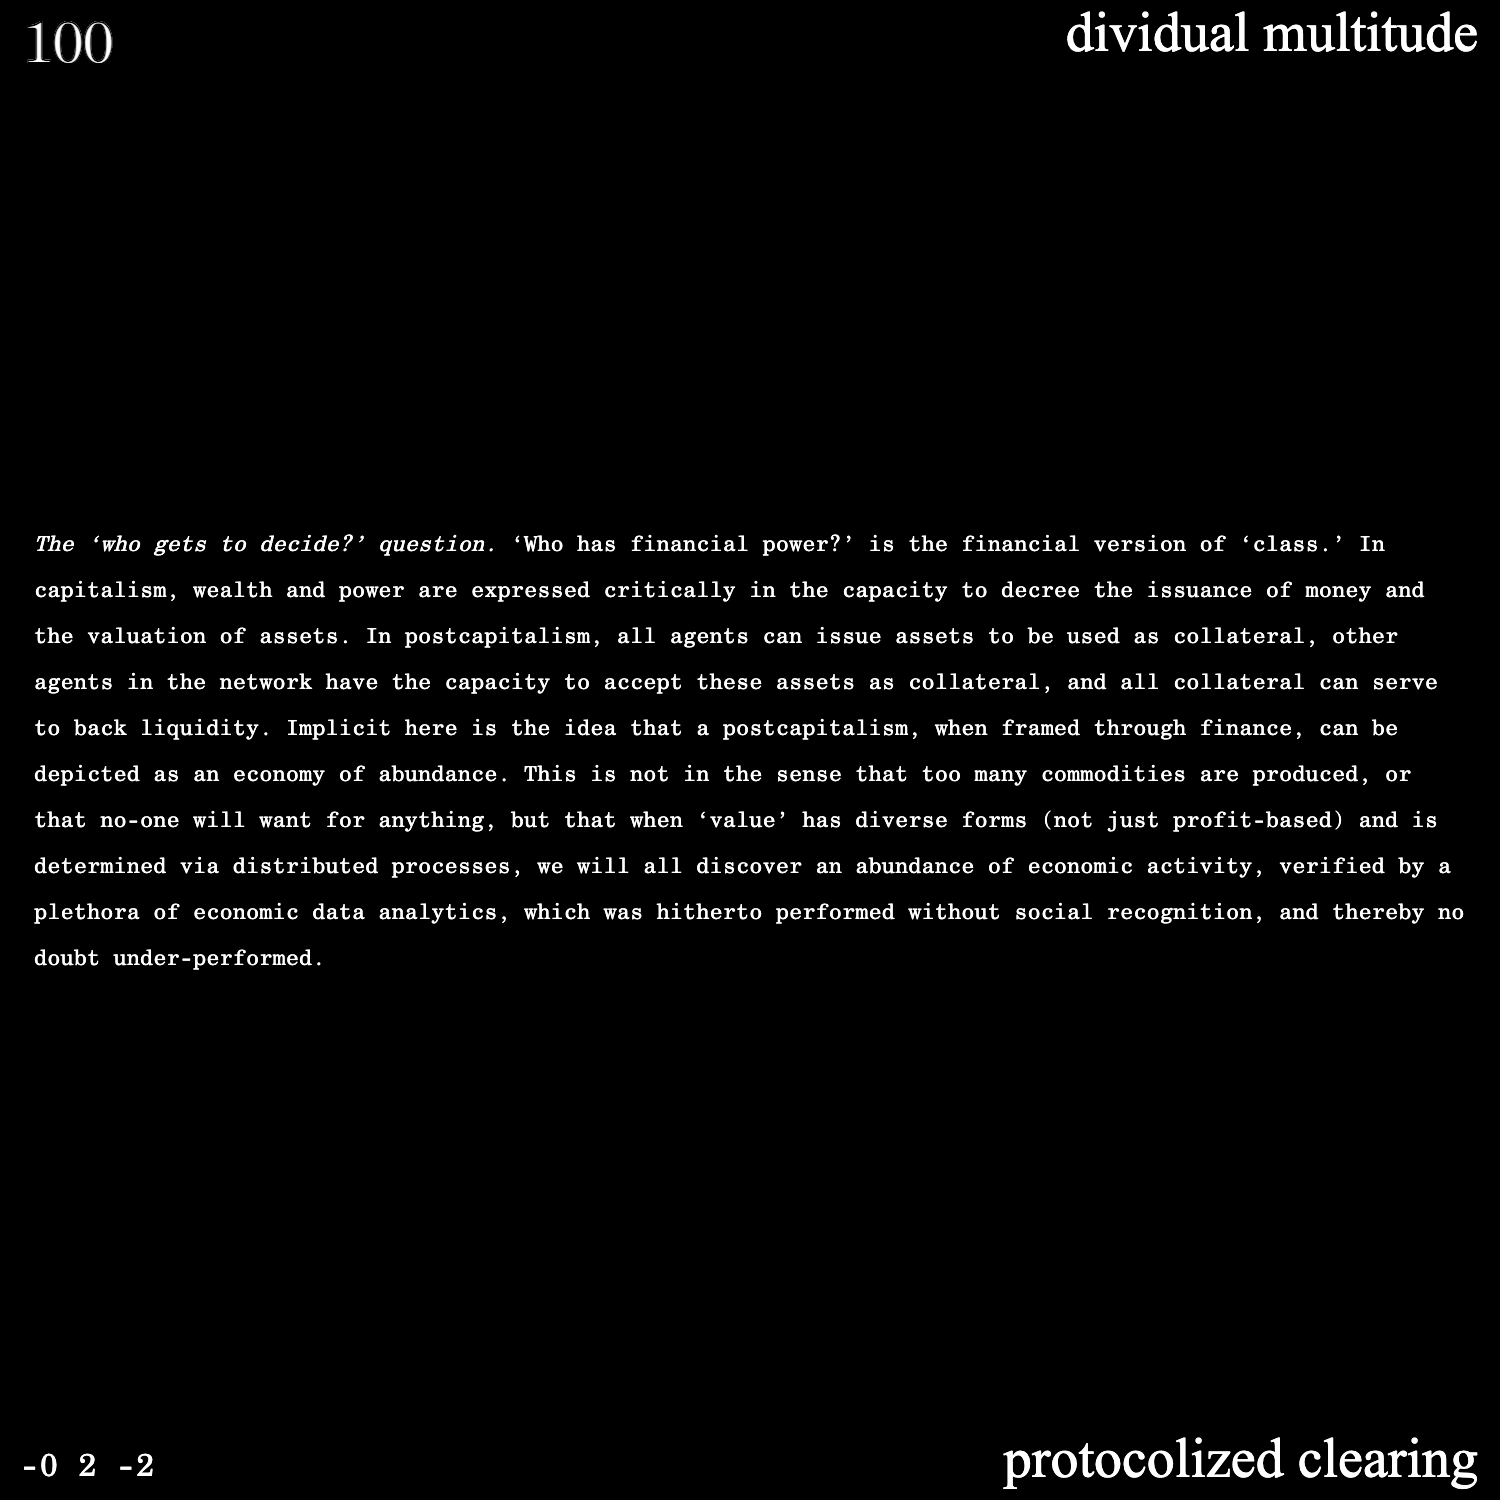 100
dividual multitude
The ‘who gets to decide?’ question. ‘Who has financial power?’ is the financial version of ‘class.’ In
capitalism, wealth and power are expressed critically in the capacity to decree the issuance of money and
the valuation of assets. In postcapitalism, all agents can issue assets to be used as collateral, other
agents in the network have the capacity to accept these assets as collateral, and all collateral can serve
to back liquidity. Implicit here is the idea that a postcapitalism, when framed through finance, can be
depicted as an economy of abundance. This is not in the sense that too many commodities are produced, or
that no-one will want for anything, but that when ‘value’ has diverse forms (not just profit-based) and is
determined via distributed processes, we will all discover an abundance of economic activity, verified by a
plethora of economic data analytics, which was hitherto performed without social recognition, and thereby no
doubt under-performed.
-0 2 -2
protocolized clearing